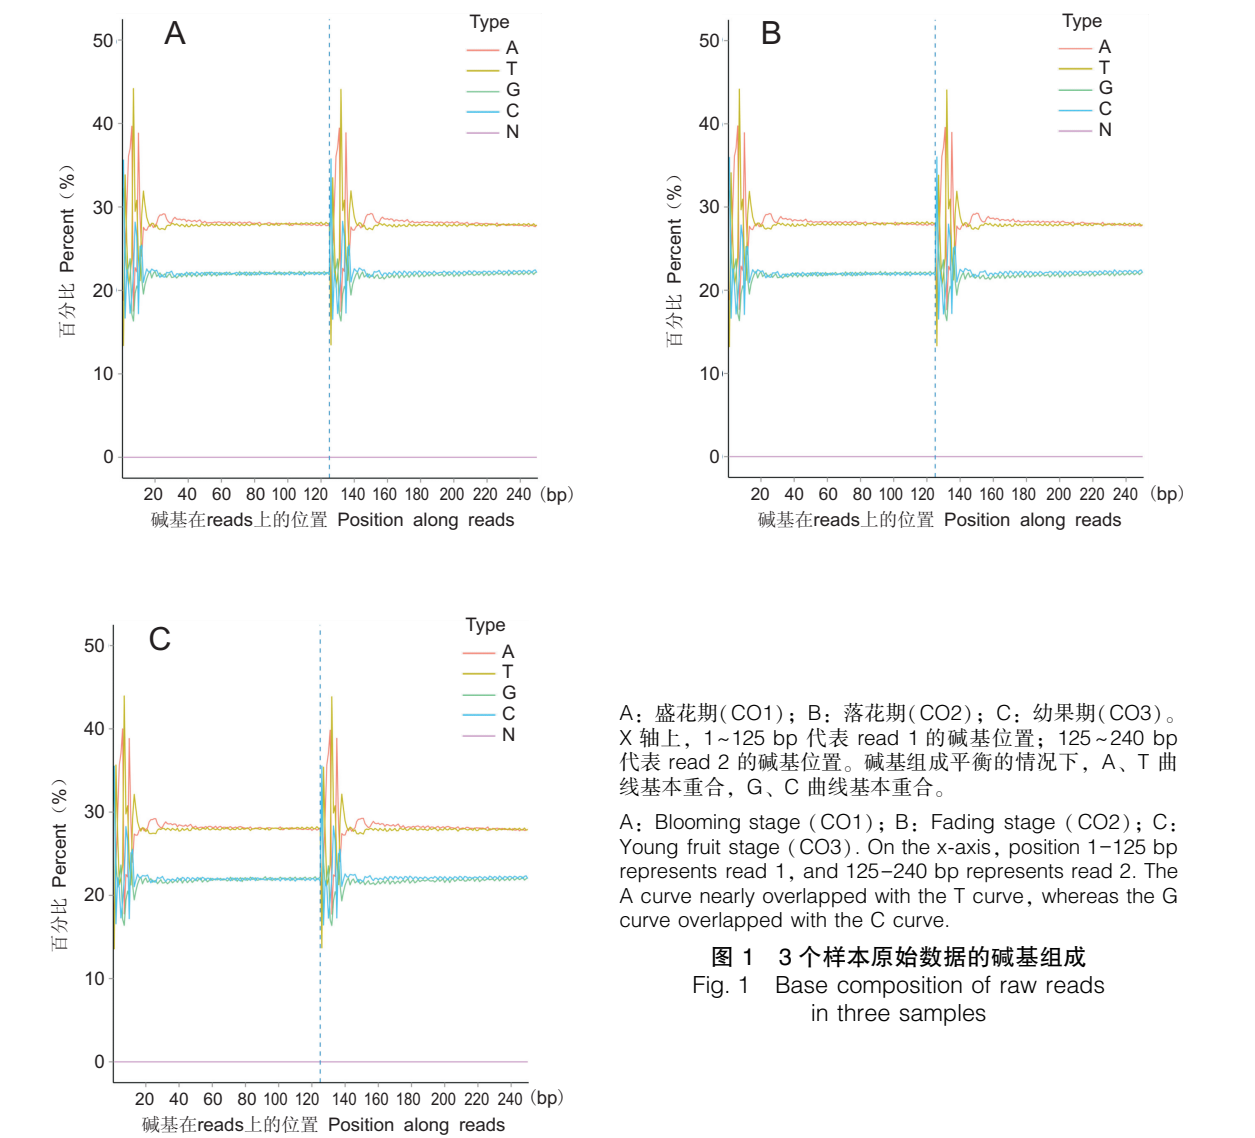 A
Type
A
T
G
C
N
50
40
30
20
10
0
百分比 Percent（%）
20 40 60 80 100 120 140 160 180 200 220 240 (bp)
碱基在reads上的位置 Position along reads
B
Type
A
T
G
C
N
50
40
30
20
10
0
百分比 Percent（%）
20 40 60 80 100 120 140 160 180 200 220 240 (bp)
碱基在reads上的位置 Position along reads
C
Type
A
T
G
C
N
50
40
30
20
10
0
百分比 Percent（%）
20 40 60 80 100 120 140 160 180 200 220 240 (bp)
碱基在reads上的位置 Position along reads
A：盛花期(CO1)；B：落花期(CO2)；C：幼果期(CO3)。
X 轴上，1~125 bp 代表 read 1 的碱基位置；125~240 bp
代表 read 2 的碱基位置。碱基组成平衡的情况下，A、T 曲
线基本重合，G、C 曲线基本重合。
A：Blooming stage (CO1)；B：Fading stage (CO2)；C：
Young fruit stage (CO3). On the x-axis, position 1–125 bp
represents read 1, and 125–240 bp represents read 2. The
A curve nearly overlapped with the T curve, whereas the G
curve overlapped with the C curve.
图 1 3 个样本原始数据的碱基组成
Fig. 1 Base composition of raw reads
in three samples